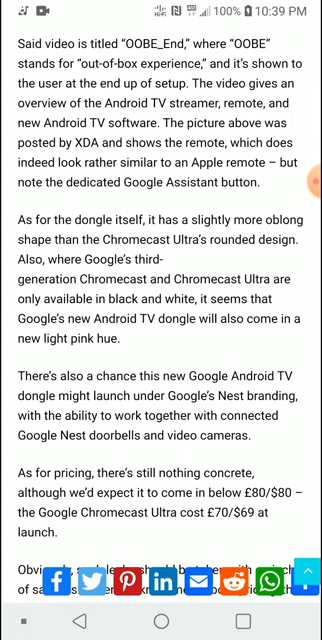 100% 10:39 PM
Said video is titled “OOBE_End,” where “OOBE”
stands for “out-of-box experience,” and it’s shown to
the user at the end up of setup. The video gives an
overview of the Android TV streamer, remote, and
new Android TV software. The picture above was
posted by XDA and shows the remote, which does
indeed look rather similar to an Apple remote – but
note the dedicated Google Assistant button.
As for the dongle itself, it has a slightly more oblong
shape than the Chromecast Ultra’s rounded design.
Also, where Google’s third-
generation Chromecast and Chromecast Ultra are
only available in black and white, it seems that
Google’s new Android TV dongle will also come in a
new light pink hue.
There’s also a chance this new Google Android TV
dongle might launch under Google’s Nest branding,
with the ability to work together with connected
Google Nest doorbells and video cameras.
As for pricing, there’s still nothing concrete,
although we’d expect it to come in below £80/$80 –
the Google Chromecast Ultra cost £70/$69 at
launch.
of